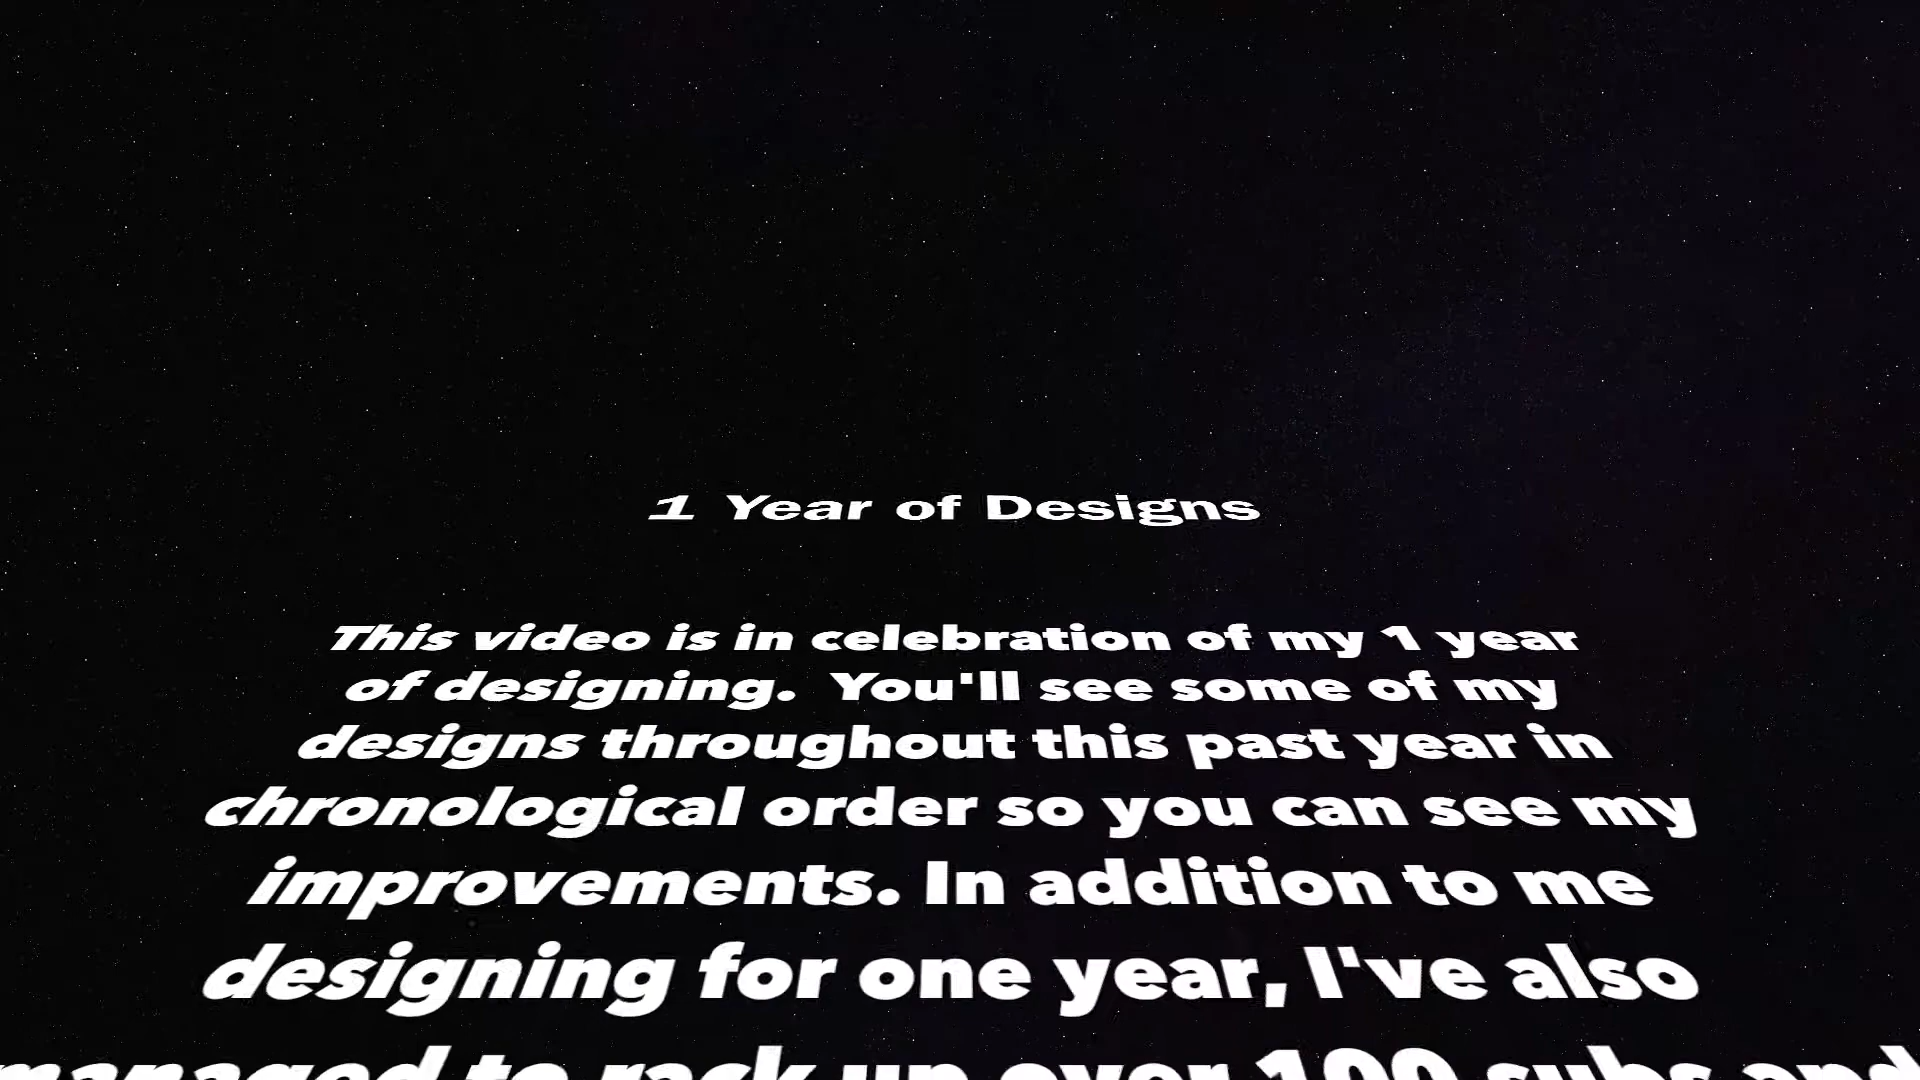 1 Year of Designs
This video is in celebration of my 1 year
of designing. You'll see some of my
designs throughout this past year in
chronological order so you can see my
improvements. In addition to me
designing for one year, I've also
managed to rack up over 100 subs and